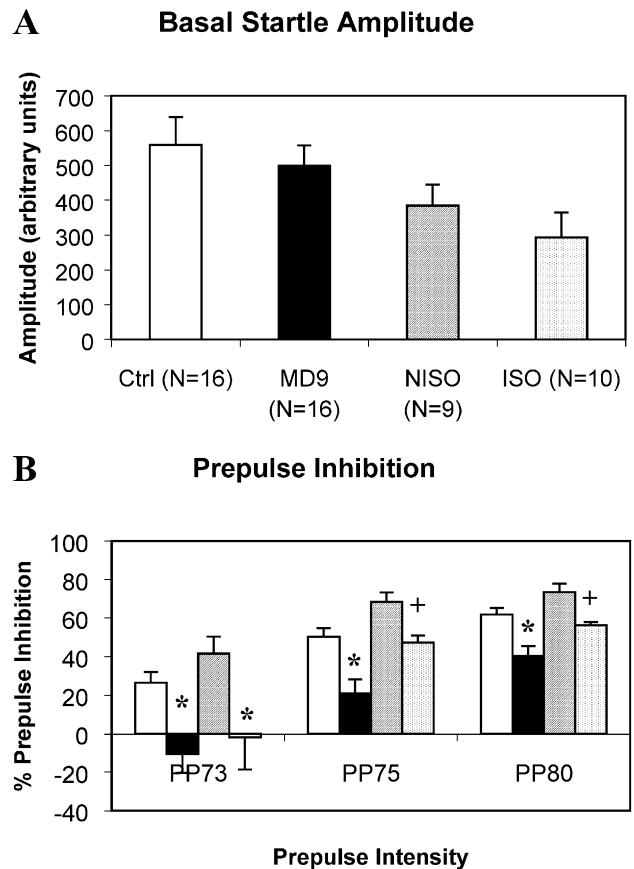 A Basal Startle Amplitude
Amplitude (arbitrary units)
700
600
500
400
300
200
100
0
Ctrl (N=16) MD9 NISO ISO (N=10)
(N=16) (N=9)
B Prepulse Inhibition
% Prepulse Inhibition
100
80
60
40
20
0
-20
-40
* *
* +
* +
PP73 PP75 PP80
Prepulse Intensity